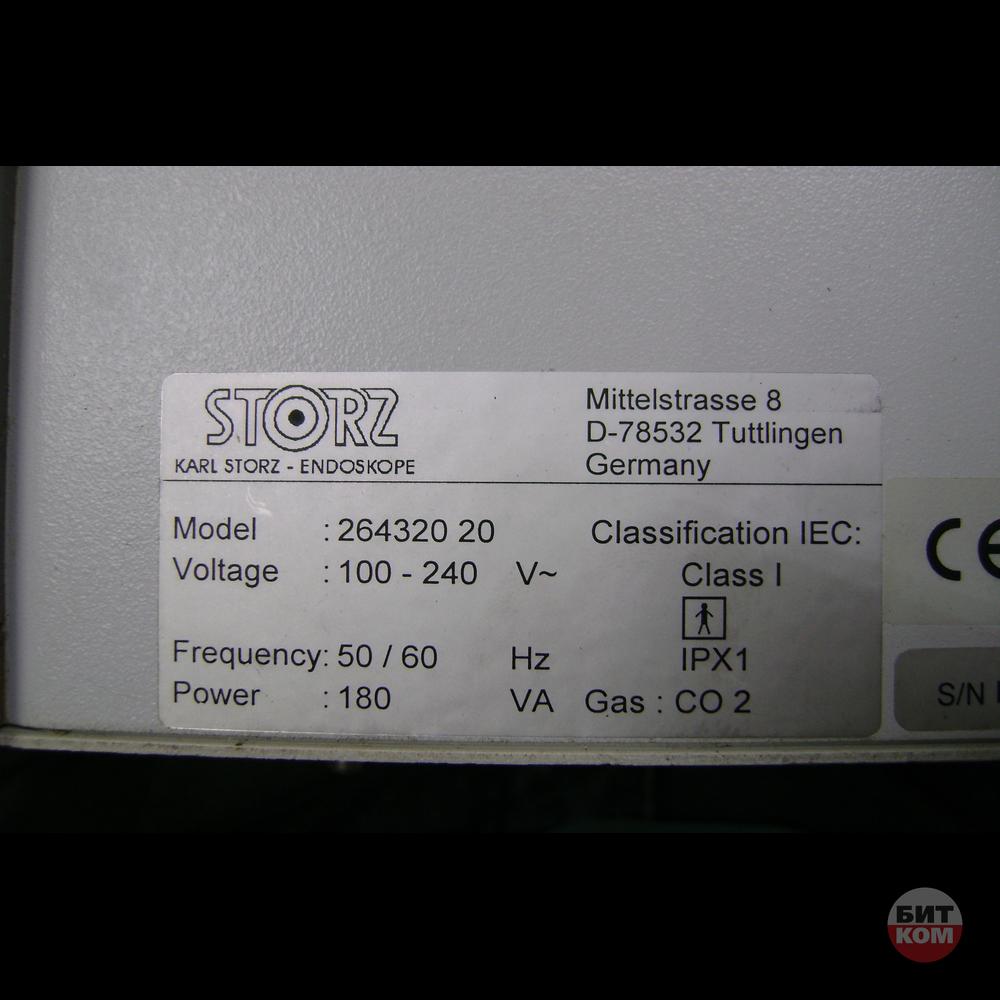 STORZ
KARL STORZ - ENDOSKOPE
Mittelstrasse 8
D-78532 Tuttlingen
Germany
Model : 264320 20
Voltage : 100 - 240 V~
Frequency: 50 / 60 Hz
Power : 180 VA
Classification IEC:
Class I
IPX1
Gas : CO 2
CE
S/N
БИТ
КОМ